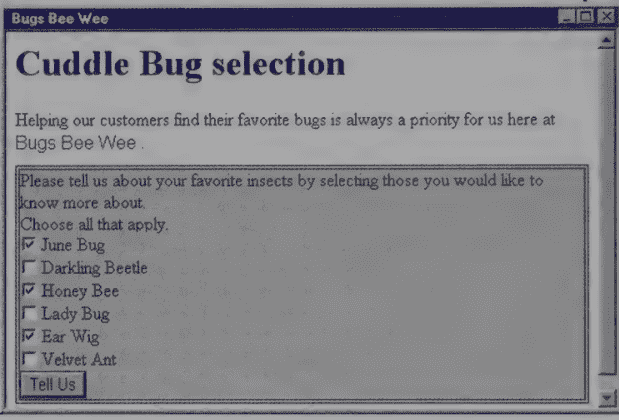 Bugs Bee Wee
Cuddle Bug selection
Helping our customers find their favorite bugs is always a priority for us here at
Bugs Bee Wee .
Please tell us about your favorite insects by selecting those you would like to
know more about.
Choose all that apply.
June Bug
Darkling Beetle
Honey Bee
Lady Bug
Ear Wig
Velvet Ant
Tell Us